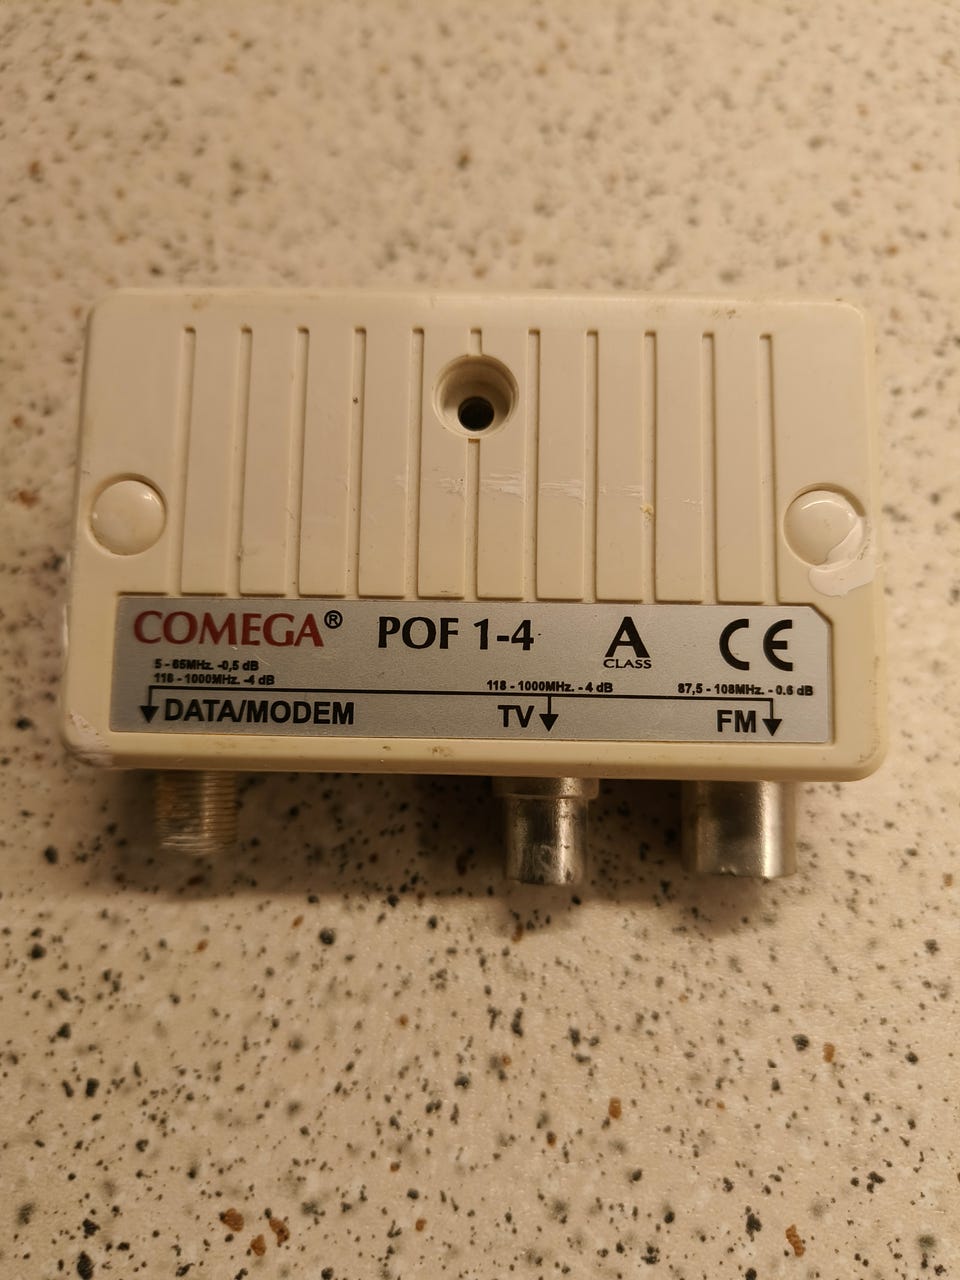 COMEGA® POF 1-4 A CE
CLASS
5 - 65MHz. -0,5 dB
118 - 1000MHz. -4 dB 118 - 1000MHz. - 4 dB 87,5 - 108MHz. - 0.6 dB
DATA/MODEM TV FM